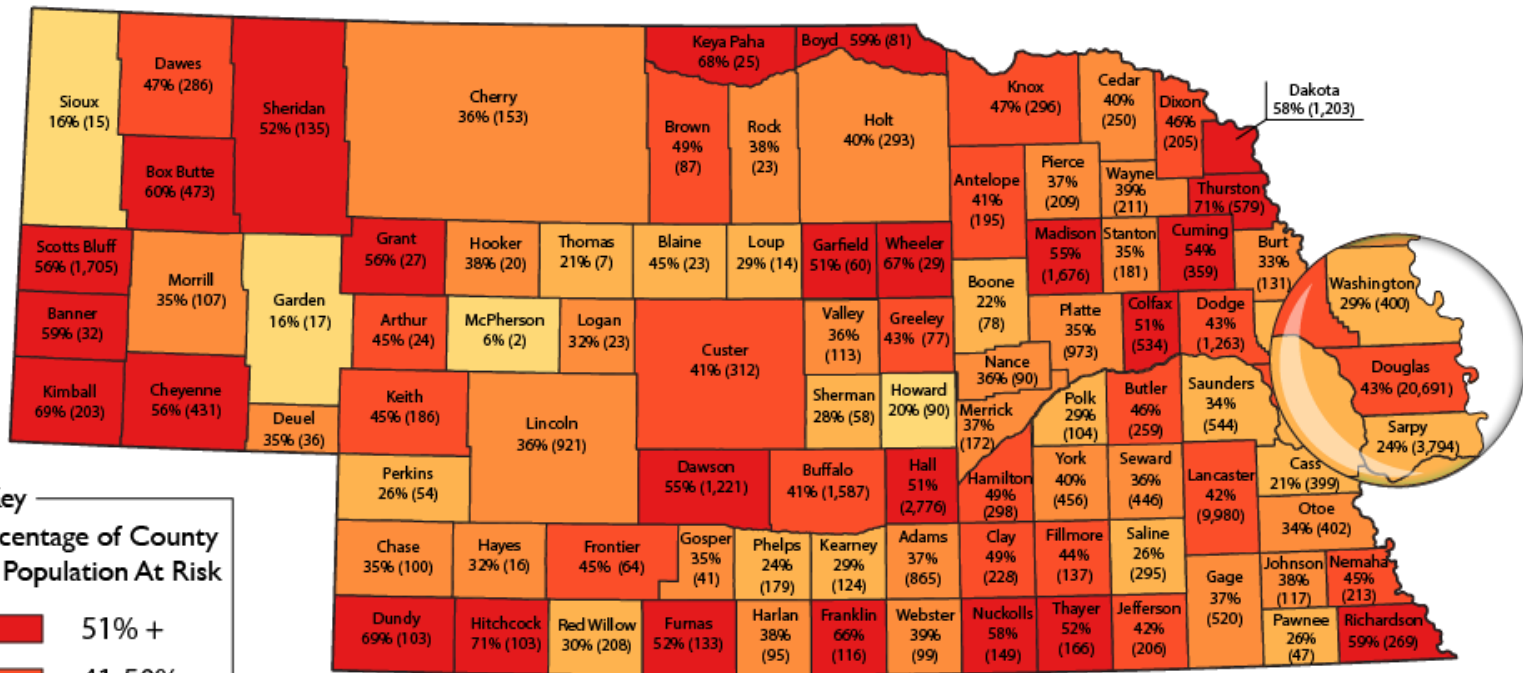 Sioux
16% (15)
Dawes
47% (286)
Sheridan
52% (135)
Box Butte
60% (473)
Cherry
36% (153)
Keya Paha
68% (25)
Boyd 59% (81)
Brown
49%
(87)
Rock
38%
(23)
Holt
40% (293)
Knox
47% (296)
Cedar
40%
(250)
Dixon
46%
(205)
Dakota
58% (1,203)
Antelope
41%
(195)
Pierce
37%
(209)
Wayne
39%
(211)
Thurston
71% (579)
Scotts Bluff
56% (1,705)
Morrill
35% (107)
Garden
16% (17)
Grant
56% (27)
Hooker
38% (20)
Thomas
21% (7)
Blaine
45% (23)
Loup
29% (14)
Garfield
51% (60)
Wheeler
67% (29)
Boone
22%
(78)
Madison
55%
(1,676)
Stanton
35%
(181)
Cuming
54%
(359)
Burt
33%
(131)
Washington
29% (400)
Banner
59% (32)
Arthur
45% (24)
McPherson
6% (2)
Logan
32% (23)
Custer
41% (312)
Valley
36%
(113)
Greeley
43% (77)
Platte
35%
(973)
Colfax
51%
(534)
Dodge
43%
(1,263)
Nance
36% (90)
Douglas
43% (20,691)
Kimball
69% (203)
Cheyenne
56% (431)
Deuel
35% (36)
Keith
45% (186)
Lincoln
36% (921)
Sherman
28% (58)
Howard
20% (90)
Merrick
37%
(172)
Polk
29%
(104)
Butler
46%
(259)
Saunders
34%
(544)
Sarpy
24% (3,794)
Perkins
26% (54)
Dawson
55% (1,221)
Buffalo
41% (1,587)
Hall
51%
(2,776)
Hamilton
49%
(298)
York
40%
(456)
Seward
36%
(446)
Lancaster
42%
(9,980)
Cass
21% (399)
Otoe
34% (402)
Chase
35% (100)
Hayes
32% (16)
Frontier
45% (64)
Gosper
35%
(41)
Phelps
24%
(179)
Kearney
29%
(124)
Adams
37%
(865)
Clay
49%
(228)
Fillmore
44%
(137)
Saline
26%
(295)
Gage
37%
(520)
Johnson
38%
(117)
Nemaha
45%
(213)
Dundy
69% (103)
Hitchcock
71% (103)
Red Willow
30% (208)
Furnas
52% (133)
Harlan
38%
(95)
Franklin
66%
(116)
Webster
39%
(99)
Nuckolls
58%
(149)
Thayer
52%
(166)
Jefferson
42%
(206)
Pawnee
26%
(47)
Richardson
59% (269)
ey
centage of County
Population At Risk
51% +